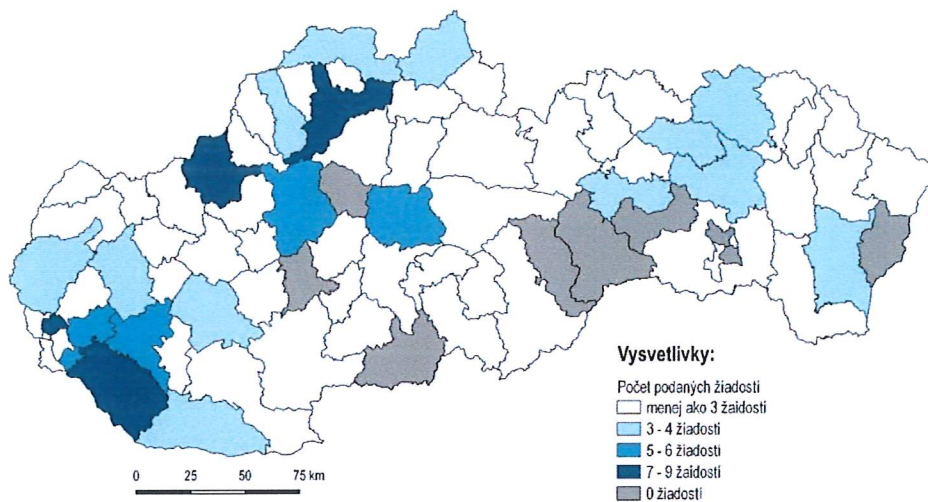 Vysvetlivky:
Počet podaných žiadostí
menej ako 3 žaidosti
3 - 4 žiadosti
5 - 6 žiadosti
7 - 9 žaidosti
0 žiadostí
0 25 50 75 km